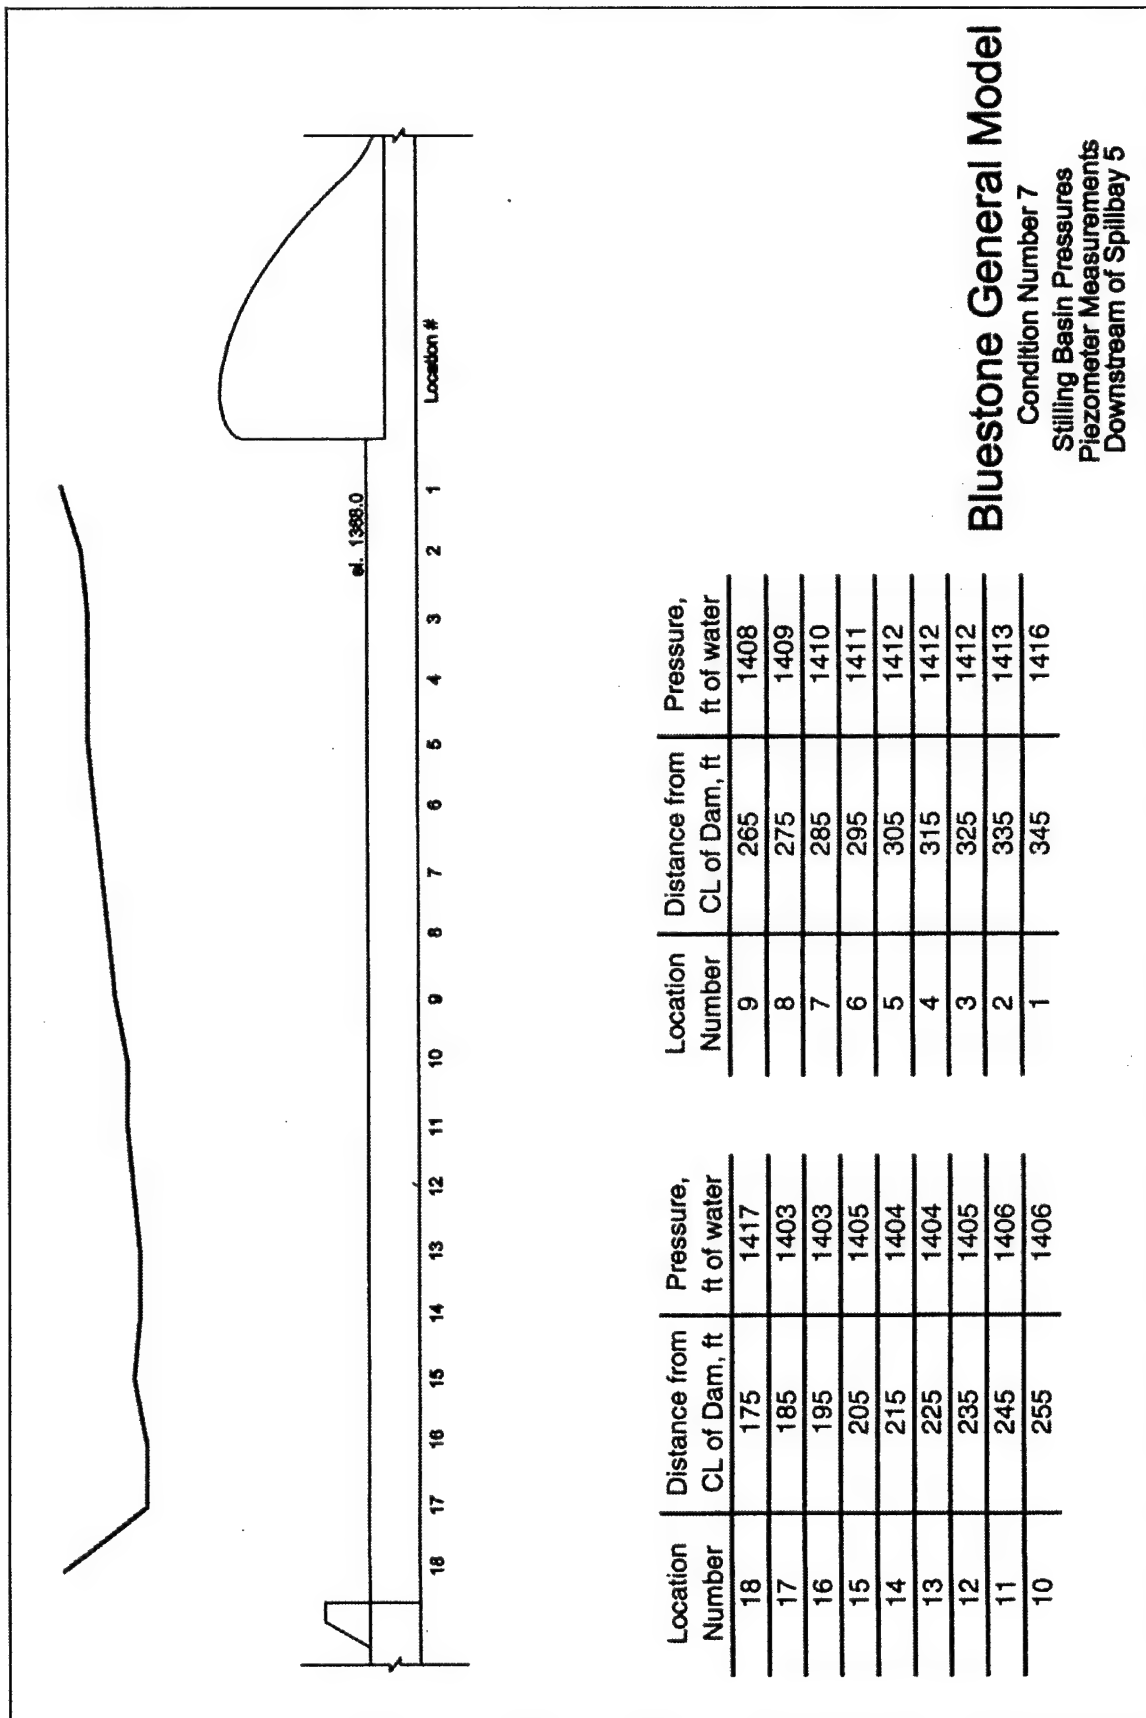 el. 1368.0
18 17 16 15 14 13 12 11 10 9 8 7 6 5 4 3 2 1 Location #
Location Distance from Pressure,
Number CL of Dam, ft ft of water
18 175 1417
17 185 1403
16 195 1403
15 205 1405
14 215 1404
13 225 1404
12 235 1405
11 245 1406
10 255 1406
Location Distance from Pressure,
Number CL of Dam, ft ft of water
9 265 1408
8 275 1409
7 285 1410
6 295 1411
5 305 1412
4 315 1412
3 325 1412
2 335 1413
1 345 1416
Bluestone General Model
Condition Number 7
Stilling Basin Pressures
Piezometer Measurements
Downstream of Spillbay 5